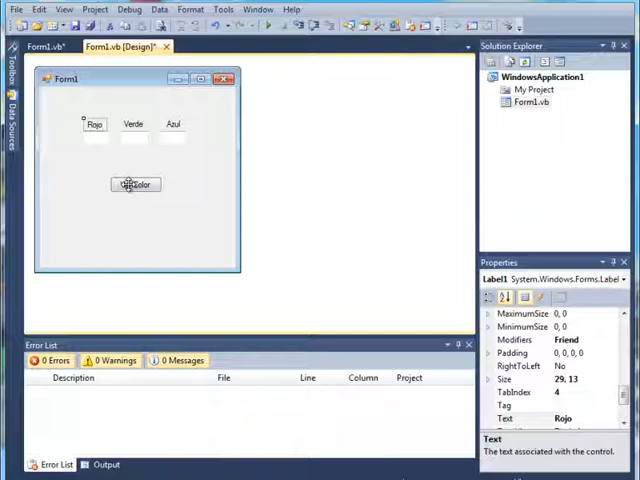 File Edit View Project Build Debug Data Format Tools Window Help
Form1.vb* Form1.vb [Design]*
Solution Explorer
Toolbox
Data Sources
Form1
Rojo Verde Azul
Color
WindowsApplication1
My Project
Form1.vb
Properties
Label1 System.Windows.Forms.Label
MaximumSize 0, 0
MinimumSize 0, 0
Modifiers Friend
Padding 0, 0, 0, 0
RightToLeft No
Size 29, 13
TabIndex 4
Tag
Text Rojo
Text
The text associated with the control.
Error List
0 Errors 0 Warnings 0 Messages
Description File Line Column Project
Error List Output